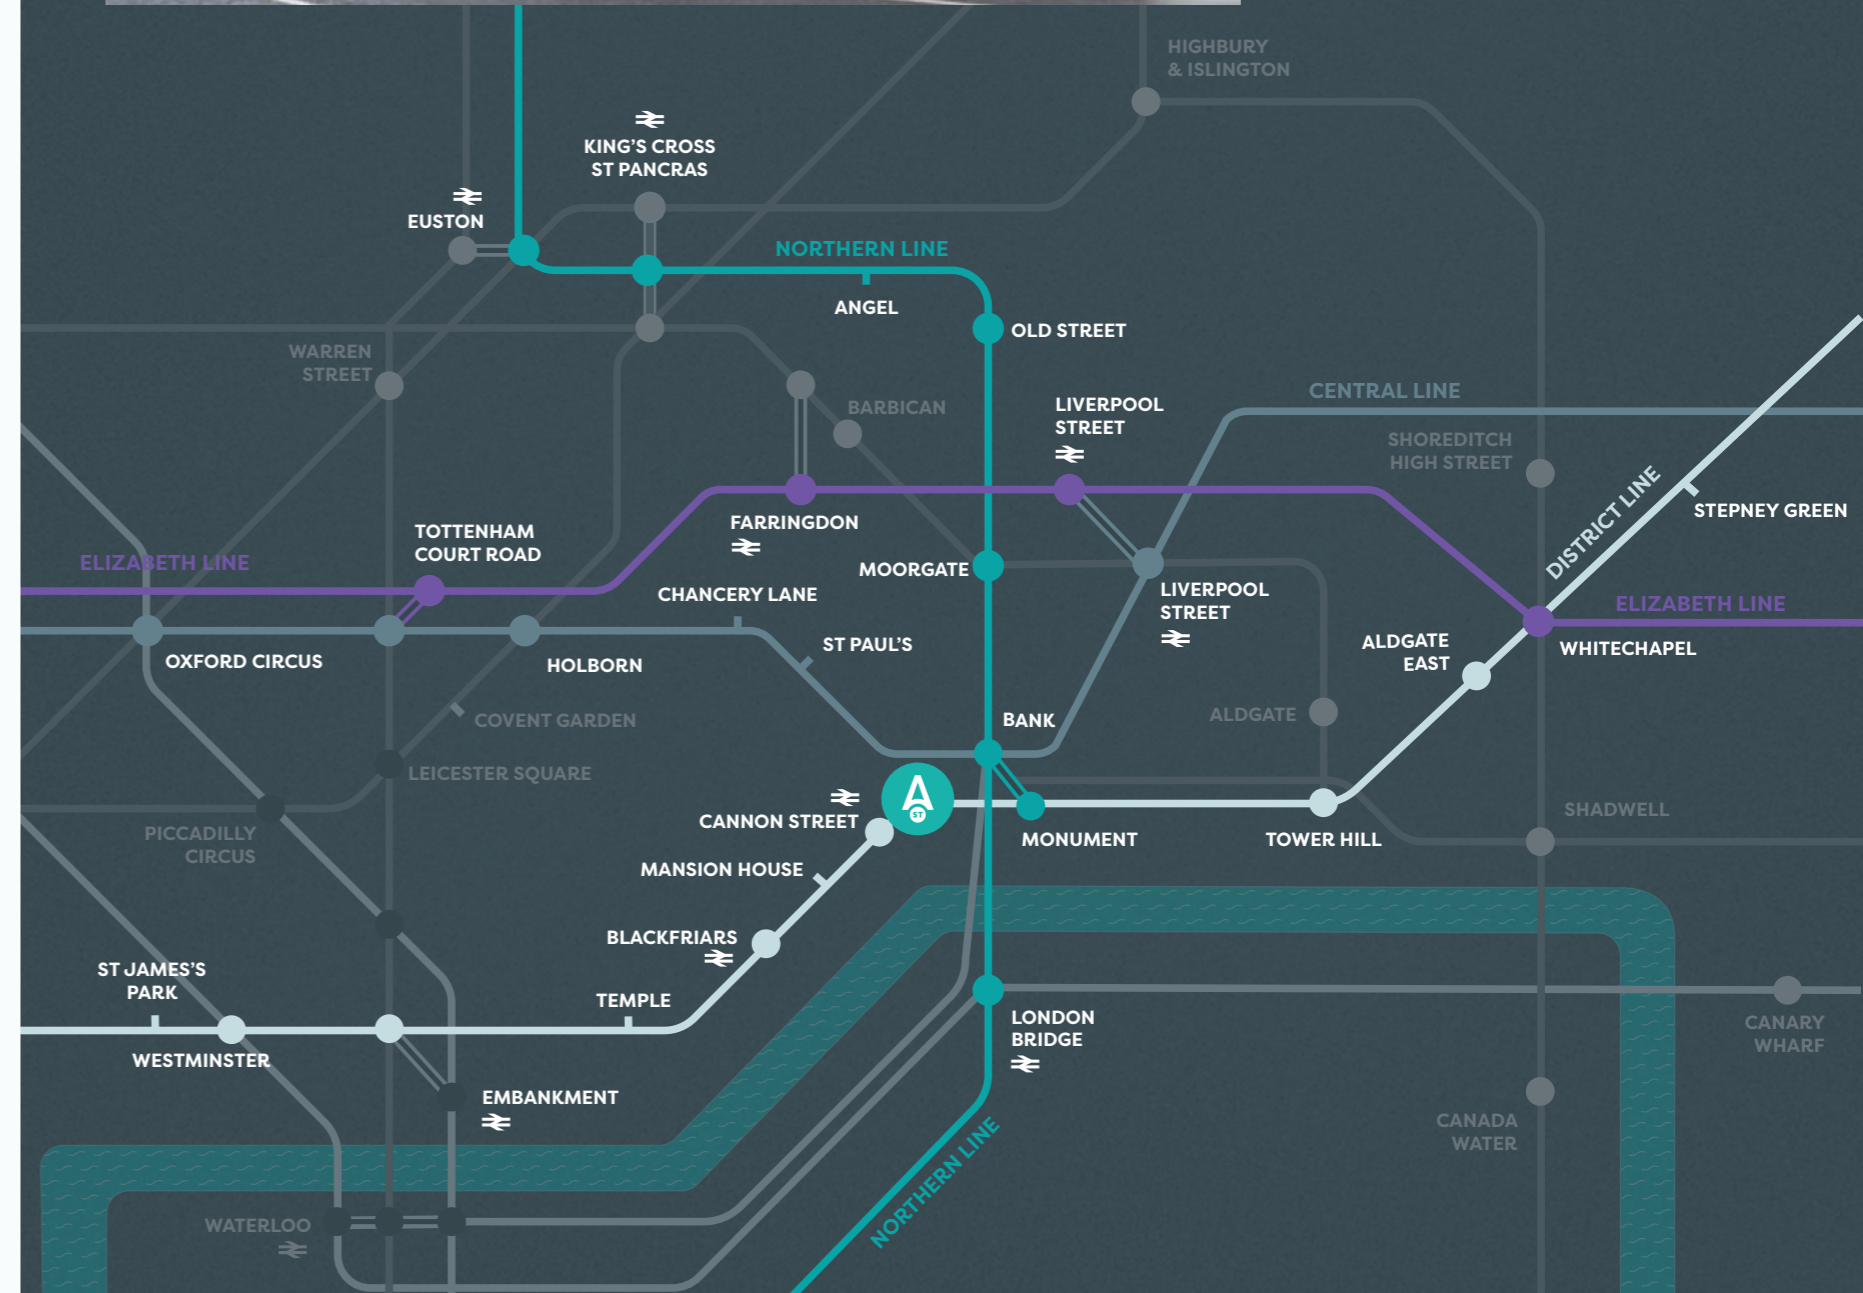 HIGHBURY
& ISLINGTON
KING'S CROSS
ST PANCRAS
EUSTON
NORTHERN LINE
ANGEL
OLD STREET
WARREN
STREET
BARBICAN
LIVERPOOL
STREET
CENTRAL LINE
SHOREDITCH
HIGH STREET
DISTRICT LINE
STEPNEY GREEN
TOTTENHAM
COURT ROAD
FARRINGDON
ELIZABETH LINE
MOORGATE
CHANCERY LANE
LIVERPOOL
STREET
ELIZABETH LINE
ST PAUL'S
ALDGATE
EAST
WHITECHAPEL
OXFORD CIRCUS
HOLBORN
COVENT GARDEN
BANK
ALDGATE
LEICESTER SQUARE
A
ST
CANNON STREET
PICCADILLY
CIRCUS
MONUMENT
TOWER HILL
SHADWELL
MANSION HOUSE
BLACKFRIARS
ST JAMES'S
PARK
TEMPLE
WESTMINSTER
LONDON
BRIDGE
CANARY
WHARF
EMBANKMENT
CANADA
WATER
NORTHERN LINE
WATERLOO